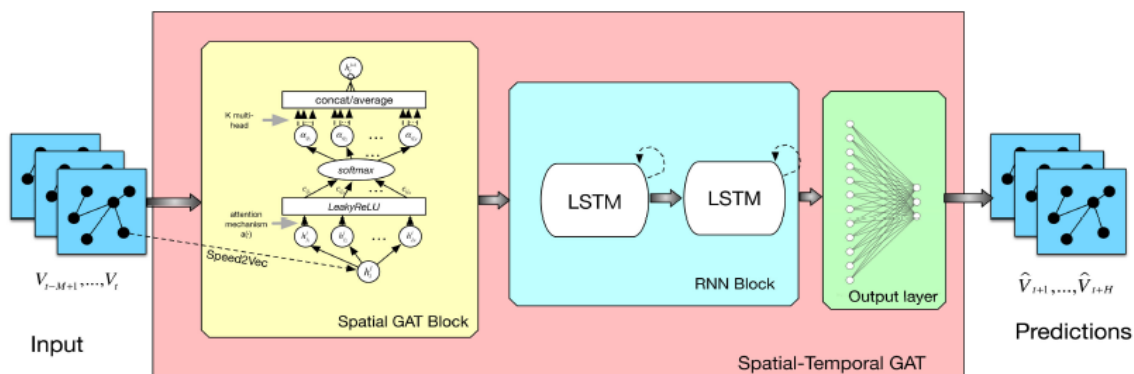 concat/average
K multi-
head
softmax
LeakyReLU
attention
mechanism
a(·)
Speed2Vec
Spatial GAT Block
LSTM
LSTM
RNN Block
Output layer
Spatial-Temporal GAT
V_{t-M+1},...,V_t
Input
V̂_{t+1},...,V̂_{t+H}
Predictions